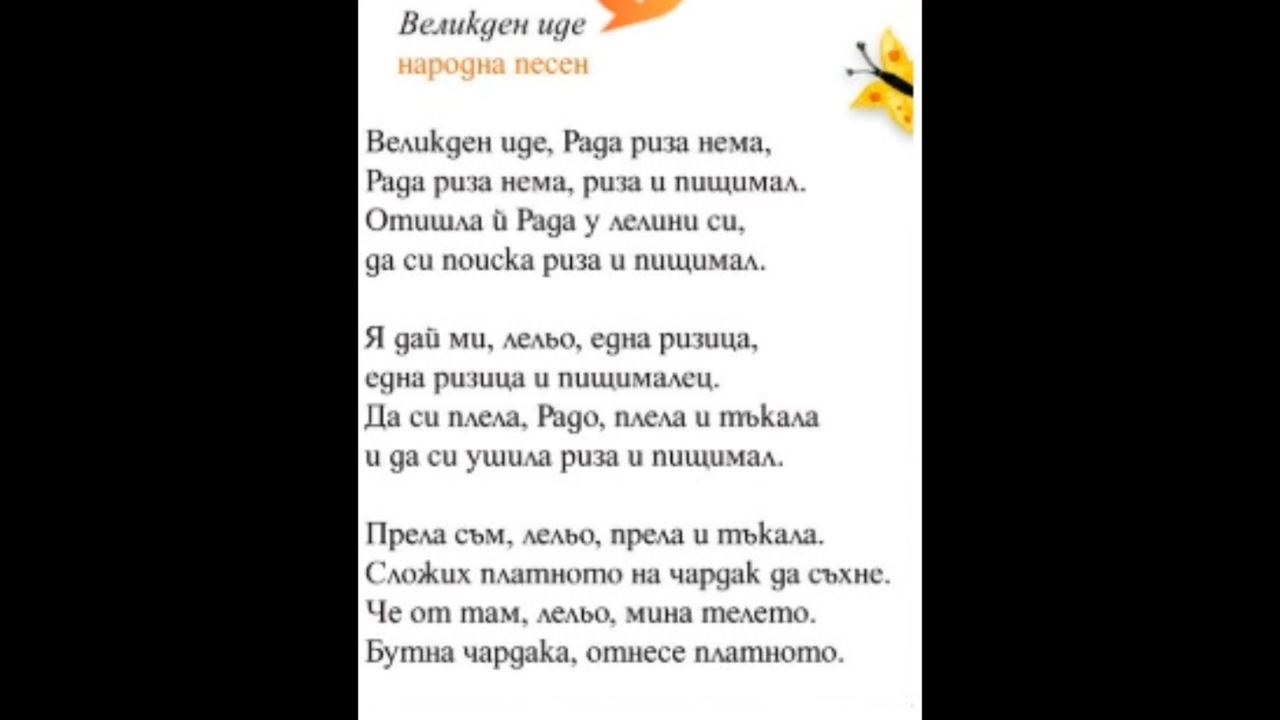 Великден иде
народна песен
Великден иде, Рада риза нема,
Рада риза нема, риза и пищимал.
Отишла й Рада у лелини си,
да си поиска риза и пищимал.
Я дай ми, лельо, една ризица,
една ризица и пищималец.
Да си плела, Радо, плела и тъкала
и да си ушила риза и пищимал.
Прела съм, лельо, прела и тъкала.
Сложих платното на чардак да съхне.
Че от там, лельо, мина телето.
Бутна чардака, отнесе платното.